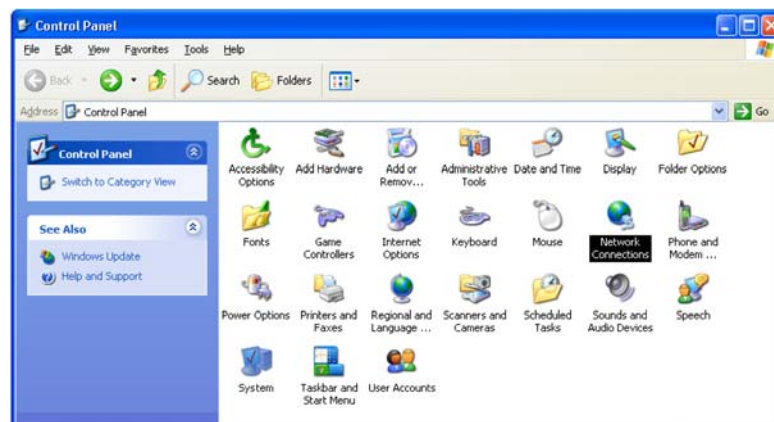 Control Panel
File Edit View Favorites Tools Help
Back Search Folders
Address Control Panel Go
Control Panel
Switch to Category View
See Also
Windows Update
Help and Support
Accessibility Options
Add Hardware
Add or Remov...
Administrative Tools
Date and Time
Display
Folder Options
Fonts
Game Controllers
Internet Options
Keyboard
Mouse
Network Connections
Phone and Modem ...
Power Options
Printers and Faxes
Regional and Language ...
Scanners and Cameras
Scheduled Tasks
Sounds and Audio Devices
Speech
System
Taskbar and Start Menu
User Accounts